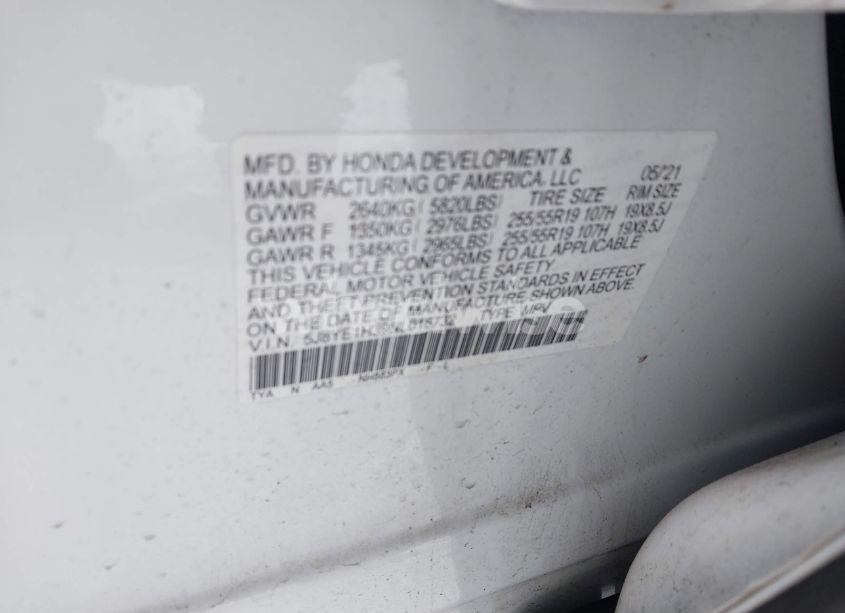 MFD. BY HONDA DEVELOPMENT &
MANUFACTURING OF AMERICA, LLC 05/21
GVWR 2640KG ( 5820LBS) TIRE SIZE RIM SIZE
GAWR F 1350KG ( 2976LBS) 255/55R19 107H 19X8.5J
GAWR R 1345KG ( 2965LBS) 255/55R19 107H 19X8.5J
THIS VEHICLE CONFORMS TO ALL APPLICABLE
FEDERAL MOTOR VEHICLE SAFETY
AND THEFT PREVENTION STANDARDS IN EFFECT
ON THE DATE OF MANUFACTURE SHOWN ABOVE.
V.I.N. TYPE MPV
TYA N AAS F - L